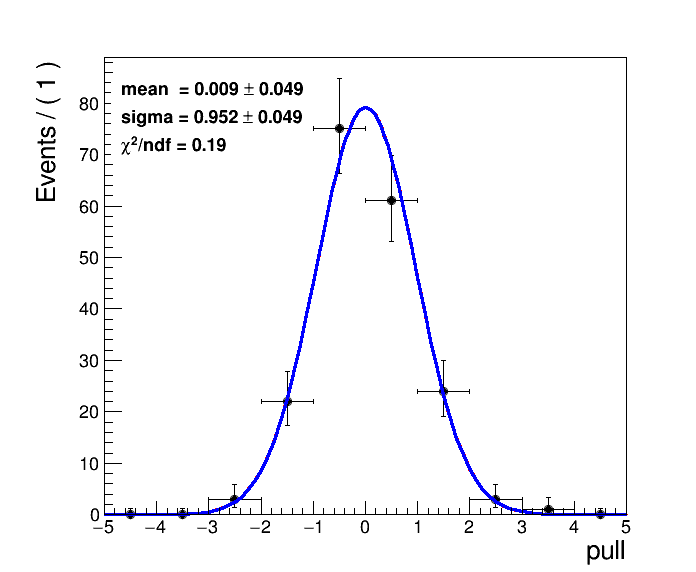 Events / ( 1 )
mean = 0.009 ± 0.049
sigma = 0.952 ± 0.049
χ²/ndf = 0.19
80
70
60
50
40
30
20
10
0
−5 −4 −3 −2 −1 0 1 2 3 4 5
pull